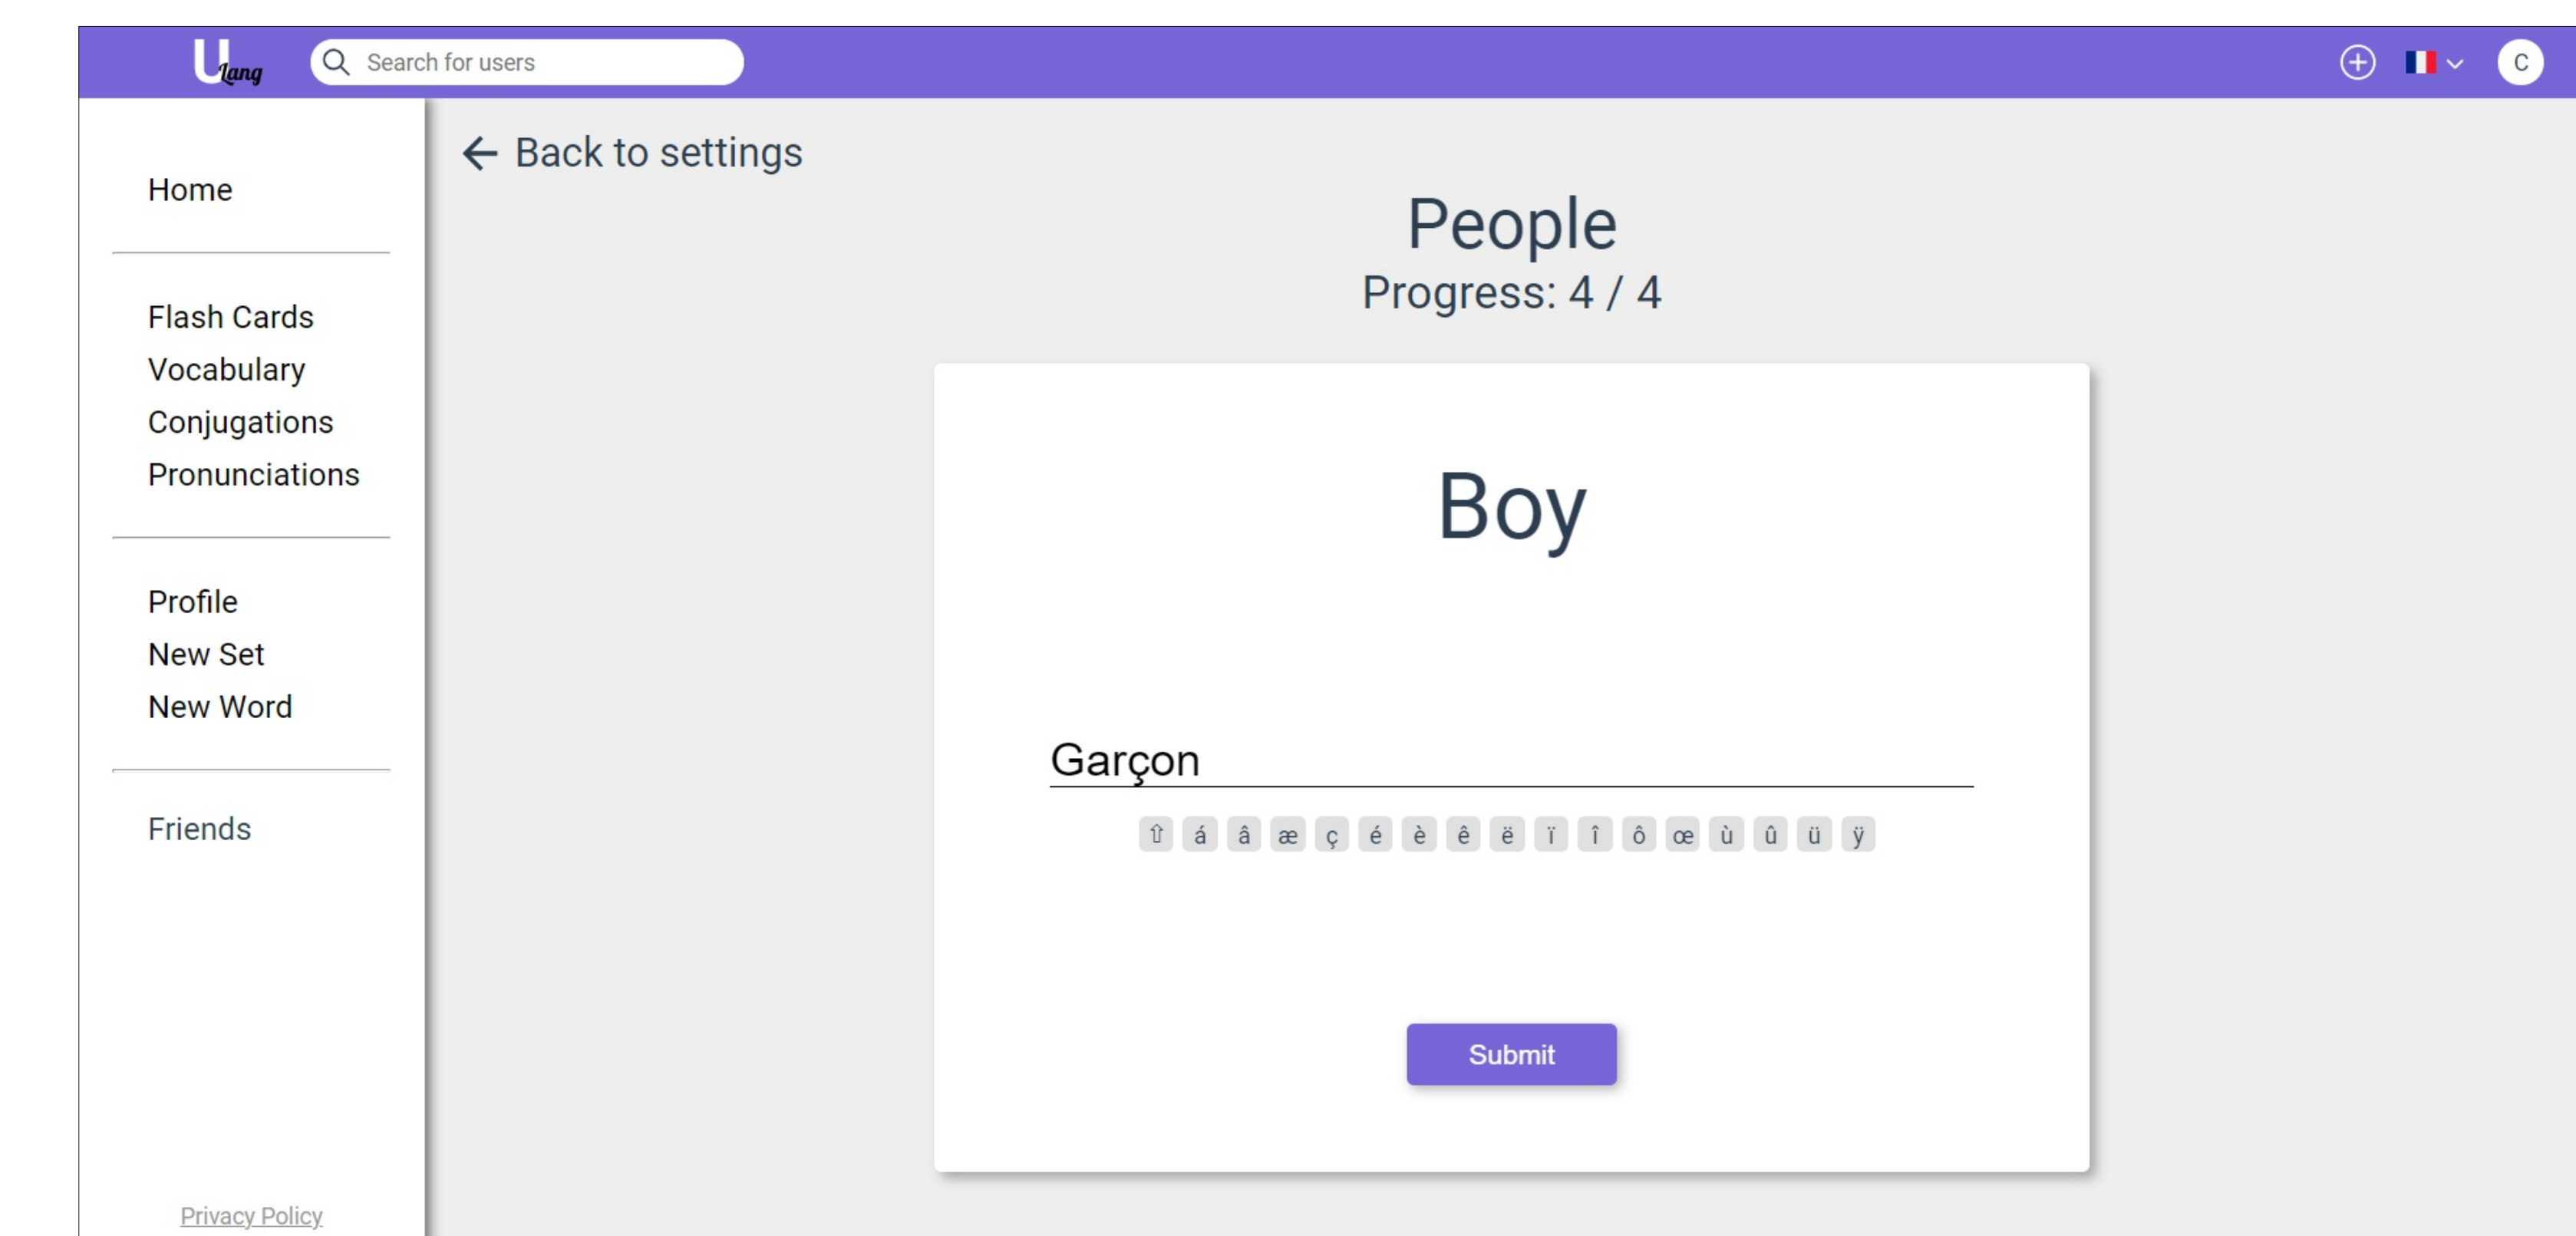 ULang
Search for users
C
Home
Flash Cards
Vocabulary
Conjugations
Pronunciations
Profile
New Set
New Word
Friends
Privacy Policy
← Back to settings
People
Progress: 4 / 4
Boy
Garçon
⇧ á â æ ç é è ê ë ï î ô œ ù û ü ÿ
Submit